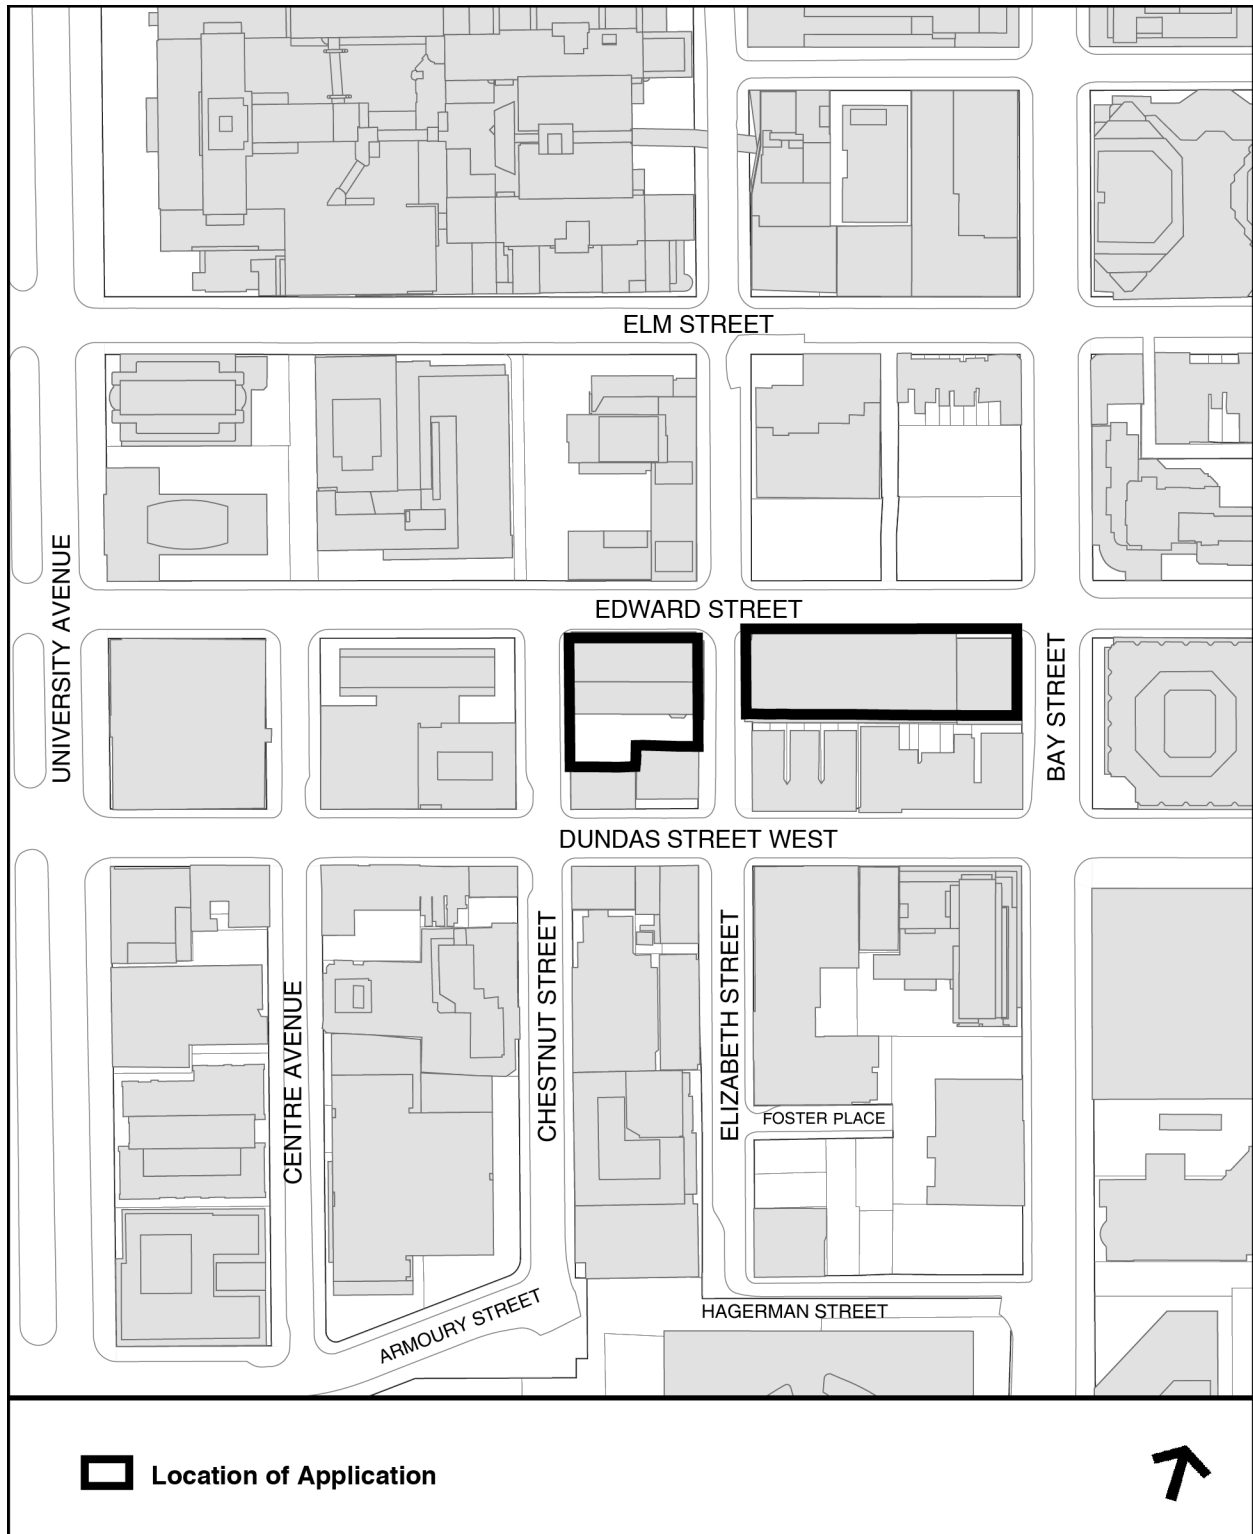 ELM STREET
EDWARD STREET
UNIVERSITY AVENUE
BAY STREET
DUNDAS STREET WEST
CENTRE AVENUE
CHESTNUT STREET
ELIZABETH STREET
FOSTER PLACE
HAGERMAN STREET
ARMOURY STREET
Location of Application